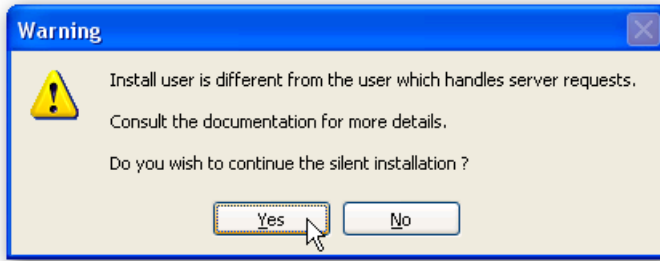 Warning
Install user is different from the user which handles server requests.
Consult the documentation for more details.
Do you wish to continue the silent installation ?
Yes No